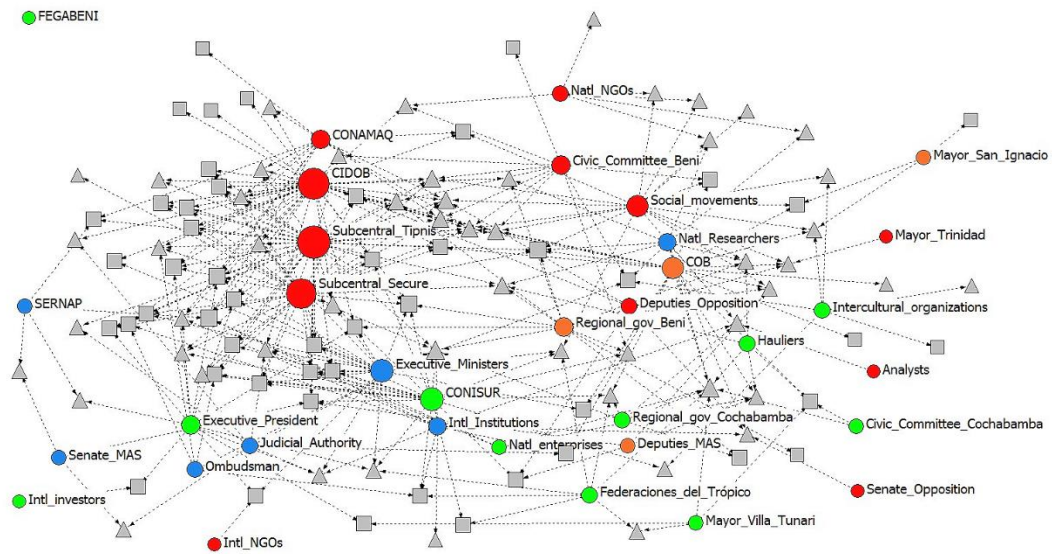 FEGABENI
Natl_NGOs
CONAMAQ
Mayor_San_Ignacio
Civic_Committee_Beni
CIDOB
Social_movements
Mayor_Trinidad
Subcentral_Tipnis
Natl_Researchers
COB
Subcentral_Secure
SERNAP
Deputies_Opposition
Intercultural_organizations
Regional_gov_Beni
Hauliers
Executive_Ministers
Analysts
CONISUR
Executive_President
Regional_gov_Cochabamba
Civic_Committee_Cochabamba
Intl_Institutions
Judicial_Authority
Natl_enterprises
Deputies_MAS
Senate_MAS
Ombudsman
Senate_Opposition
Intl_investors
Federaciones_del_Trópico
Mayor_Villa_Tunari
Intl_NGOs